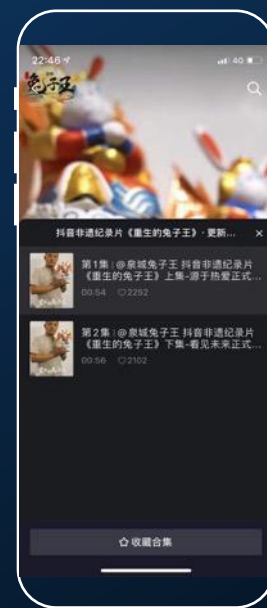 22:46
40
兔子王
抖音非遗纪录片《重生的兔子王》· 更新...
×
第1集:@泉城兔子王 抖音非遗纪录片
《重生的兔子王》上集-源于热爱正式...
00:54 ♡2292
第2集:@泉城兔子王 抖音非遗纪录片
《重生的兔子王》下集-看见未来正式...
00:56 ♡2102
收藏合集